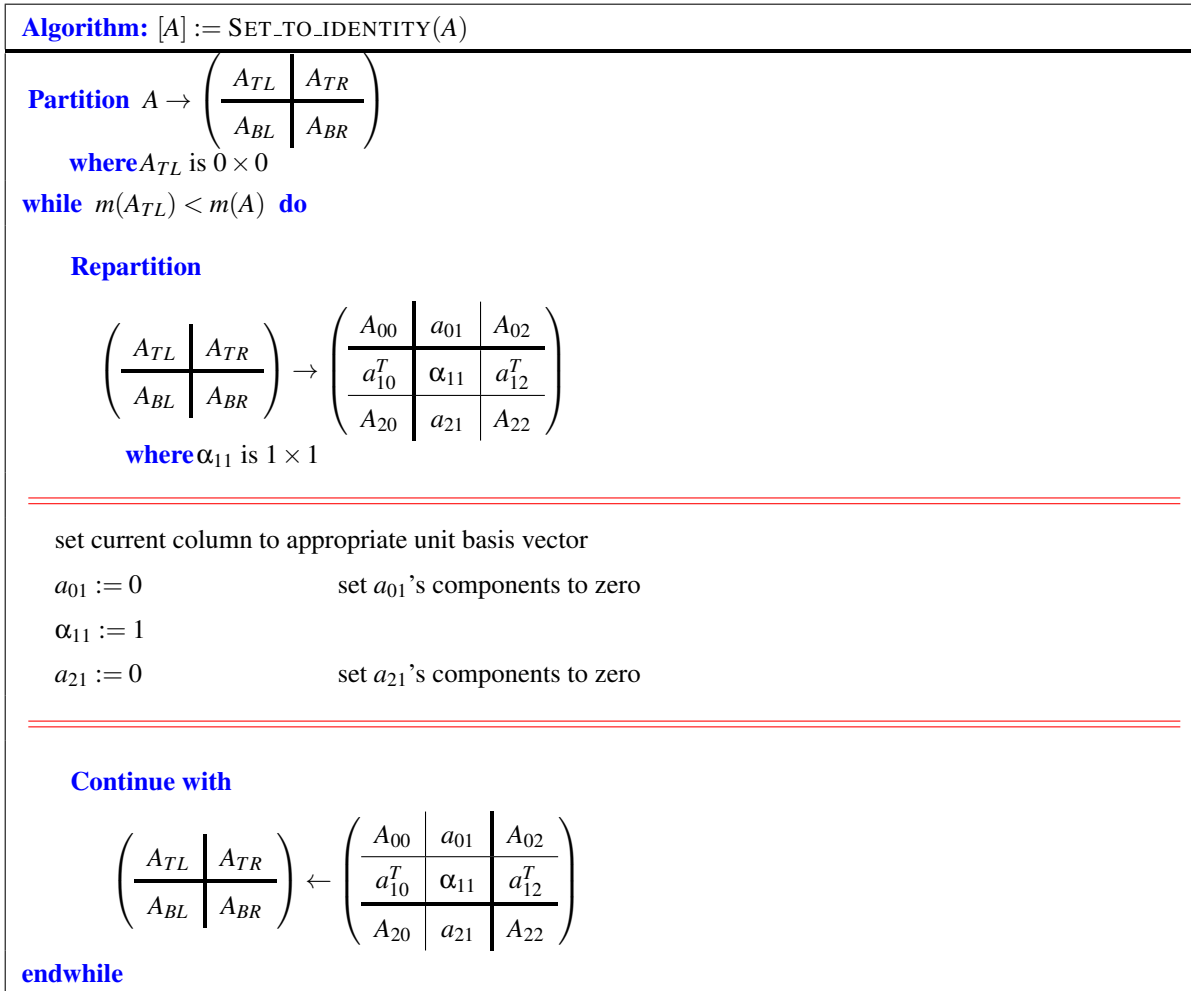 Algorithm: [A] := SET_TO_IDENTITY(A)
Partition A → ( A_TL | A_TR
A_BL | A_BR )
where A_TL is 0 × 0
while m(A_TL) < m(A) do
Repartition
( A_TL | A_TR
A_BL | A_BR ) → ( A_00 | a_01 | A_02
a_10^T | α_11 | a_12^T
A_20 | a_21 | A_22 )
where α_11 is 1 × 1
set current column to appropriate unit basis vector
a_01 := 0 set a_01's components to zero
α_11 := 1
a_21 := 0 set a_21's components to zero
Continue with
( A_TL | A_TR
A_BL | A_BR ) ← ( A_00 | a_01 | A_02
a_10^T | α_11 | a_12^T
A_20 | a_21 | A_22 )
endwhile